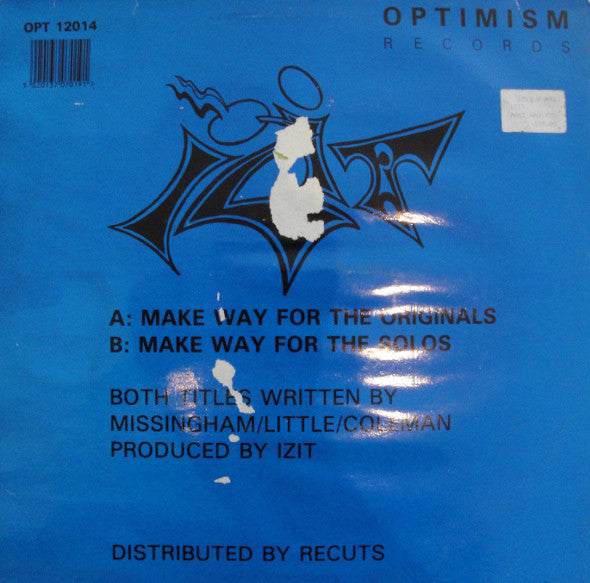 OPT 12014
OPTIMISM
RECORDS
IZIT
A: MAKE WAY FOR THE ORIGINALS
B: MAKE WAY FOR THE SOLOS
BOTH TITLES WRITTEN BY
MISSINGHAM/LITTLE/COLEMAN
PRODUCED BY IZIT
DISTRIBUTED BY RECUTS